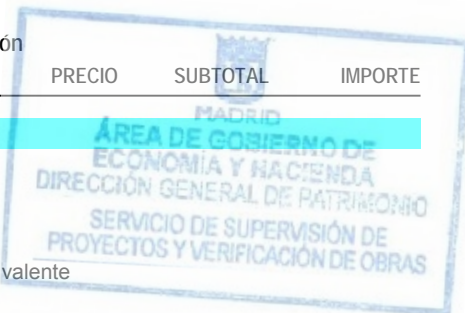 ón
PRECIO SUBTOTAL IMPORTE
MADRID
ÁREA DE GOBIERNO DE
ECONOMÍA Y HACIENDA
DIRECCIÓN GENERAL DE PATRIMONIO
SERVICIO DE SUPERVISIÓN DE
PROYECTOS Y VERIFICACIÓN DE OBRAS
valente